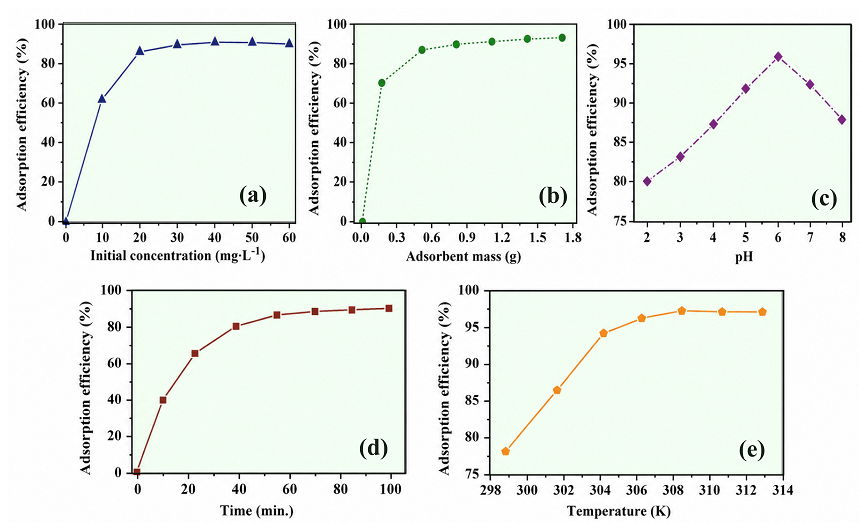 Adsorption efficiency (%)
100
80
60
40
20
0
(a)
0 10 20 30 40 50 60
Initial concentration (mg·L-1)
Adsorption efficiency (%)
100
80
60
40
20
0
(b)
0.0 0.3 0.6 0.9 1.2 1.5 1.8
Adsorbent mass (g)
Adsorption efficiency (%)
100
95
90
85
80
75
(c)
2 3 4 5 6 7 8
pH
Adsorption efficiency (%)
100
80
60
40
20
0
(d)
0 20 40 60 80 100
Time (min.)
Adsorption efficiency (%)
100
95
90
85
80
75
(e)
298 300 302 304 306 308 310 312 314
Temperature (K)